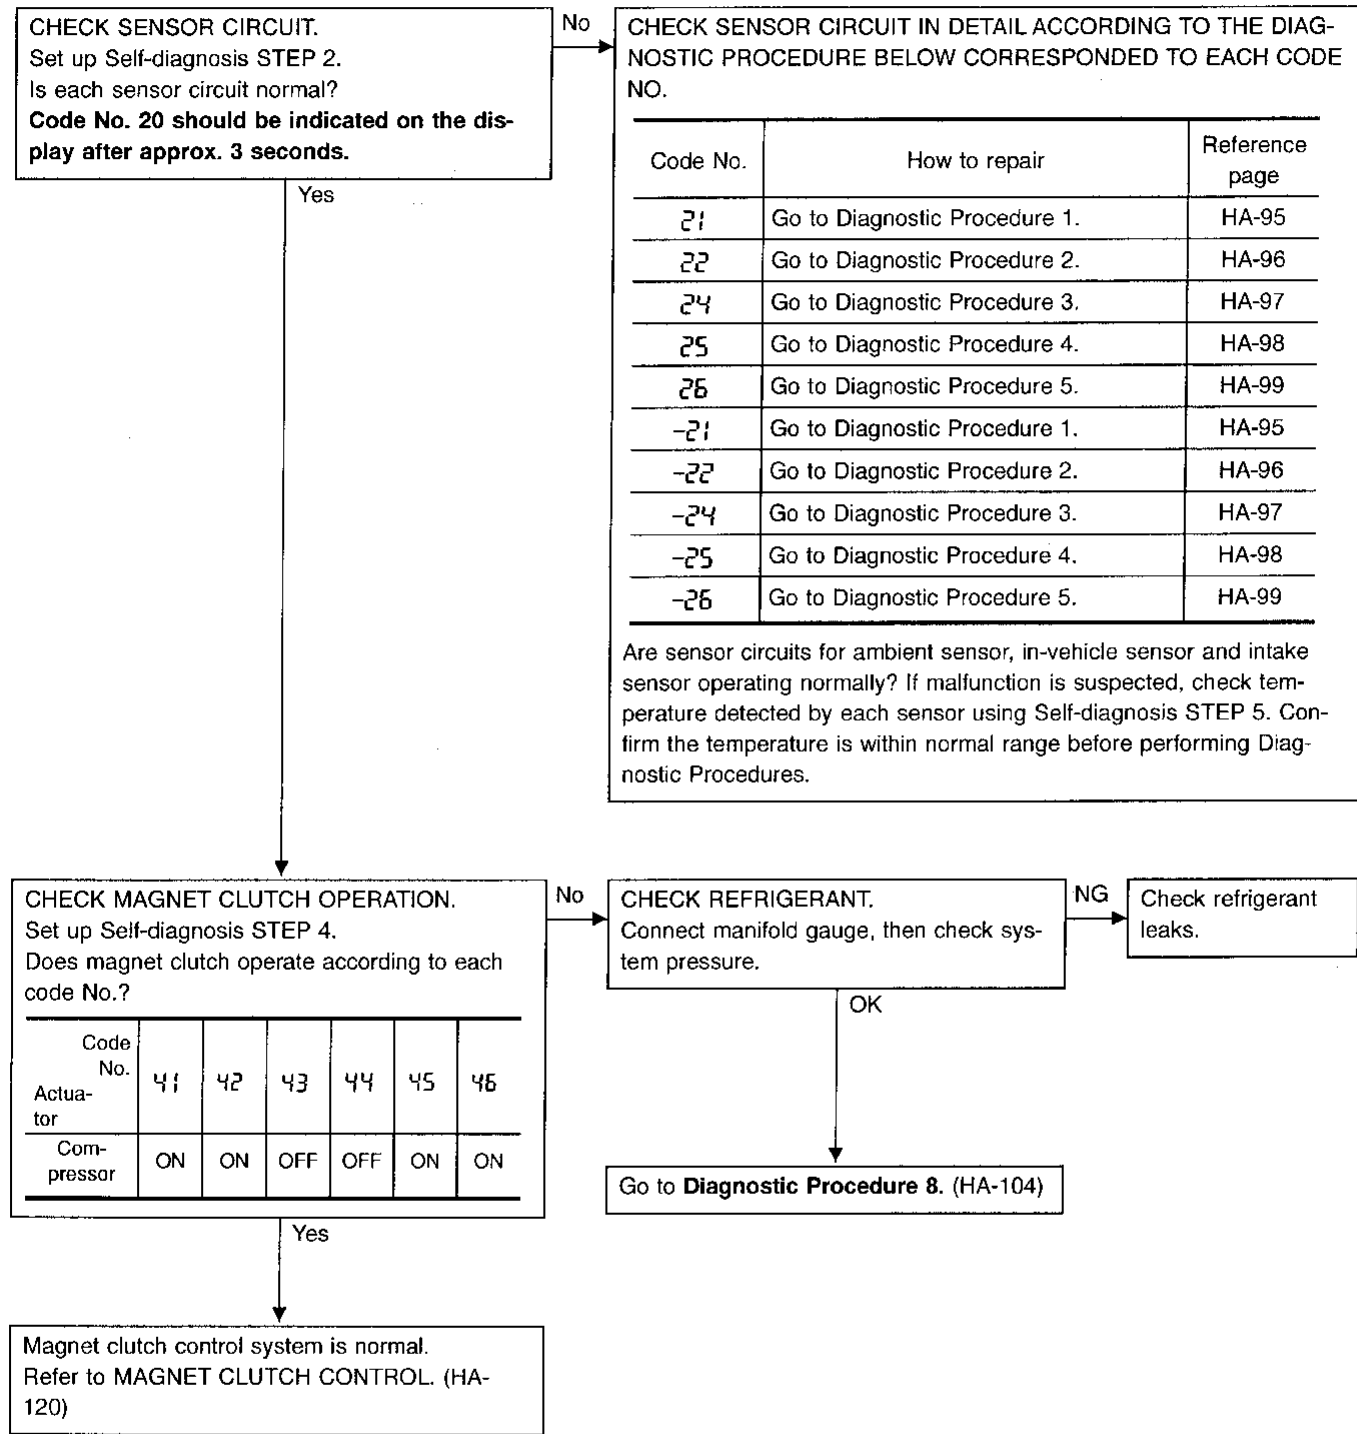 CHECK SENSOR CIRCUIT.
Set up Self-diagnosis STEP 2.
Is each sensor circuit normal?
Code No. 20 should be indicated on the dis-
play after approx. 3 seconds.
No
CHECK SENSOR CIRCUIT IN DETAIL ACCORDING TO THE DIAG-
NOSTIC PROCEDURE BELOW CORRESPONDED TO EACH CODE
NO.
Code No. How to repair Reference page
21 Go to Diagnostic Procedure 1. HA-95
22 Go to Diagnostic Procedure 2. HA-96
24 Go to Diagnostic Procedure 3. HA-97
25 Go to Diagnostic Procedure 4. HA-98
26 Go to Diagnostic Procedure 5. HA-99
-21 Go to Diagnostic Procedure 1. HA-95
-22 Go to Diagnostic Procedure 2. HA-96
-24 Go to Diagnostic Procedure 3. HA-97
-25 Go to Diagnostic Procedure 4. HA-98
-26 Go to Diagnostic Procedure 5. HA-99
Are sensor circuits for ambient sensor, in-vehicle sensor and intake
sensor operating normally? If malfunction is suspected, check tem-
perature detected by each sensor using Self-diagnosis STEP 5. Con-
firm the temperature is within normal range before performing Diag-
nostic Procedures.
Yes
CHECK MAGNET CLUTCH OPERATION.
Set up Self-diagnosis STEP 4.
Does magnet clutch operate according to each
code No.?
Code
No.
Actua-
tor
41 42 43 44 45 46
Com-
pressor
ON ON OFF OFF ON ON
No
CHECK REFRIGERANT.
Connect manifold gauge, then check sys-
tem pressure.
NG
Check refrigerant
leaks.
OK
Go to Diagnostic Procedure 8. (HA-104)
Yes
Magnet clutch control system is normal.
Refer to MAGNET CLUTCH CONTROL. (HA-
120)